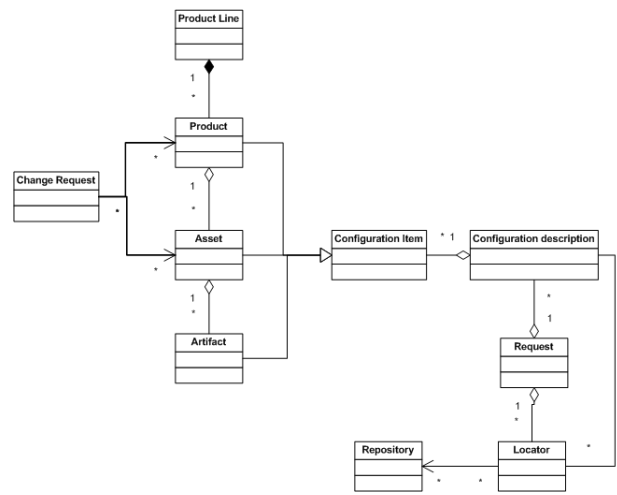 Product Line
1
*
Product
*
1
*
Change Request
*
Asset
*
1
*
Artifact
Configuration Item
* 1
Configuration description
*
1
Request
1
*
Locator
*
Repository
*
*